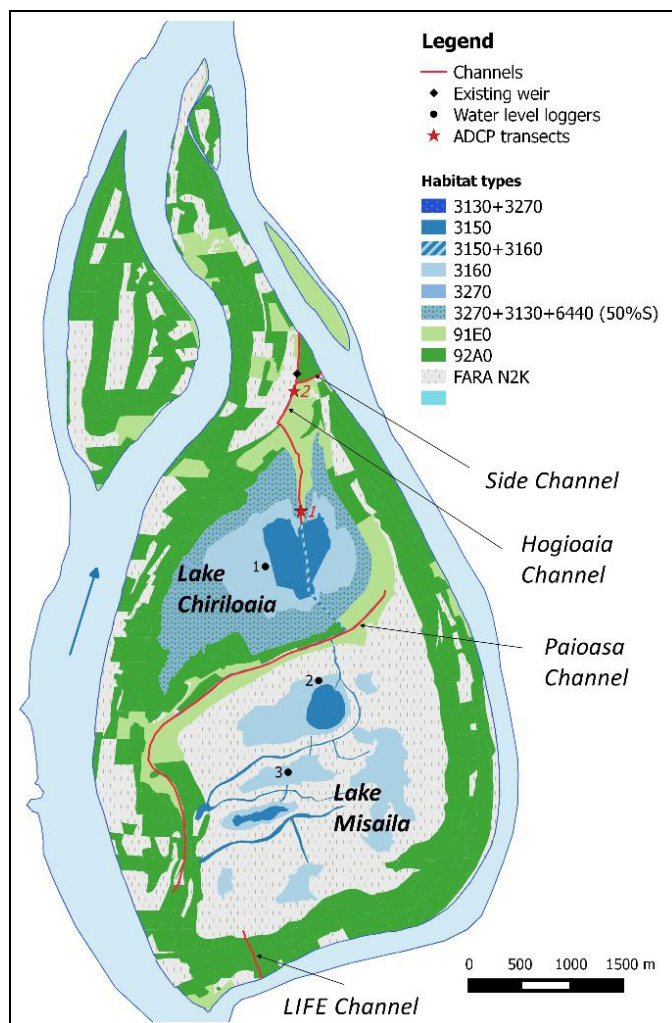 Legend
Channels
Existing weir
Water level loggers
ADCP transects
Habitat types
3130+3270
3150
3150+3160
3160
3270
3270+3130+6440 (50%S)
91E0
92A0
FARA N2K
2
Side Channel
1
Hogioaia
Channel
1
Lake
Chiriloaia
Paioasa
Channel
2
3
Lake
Misaila
0 500 1000 1500 m
LIFE Channel